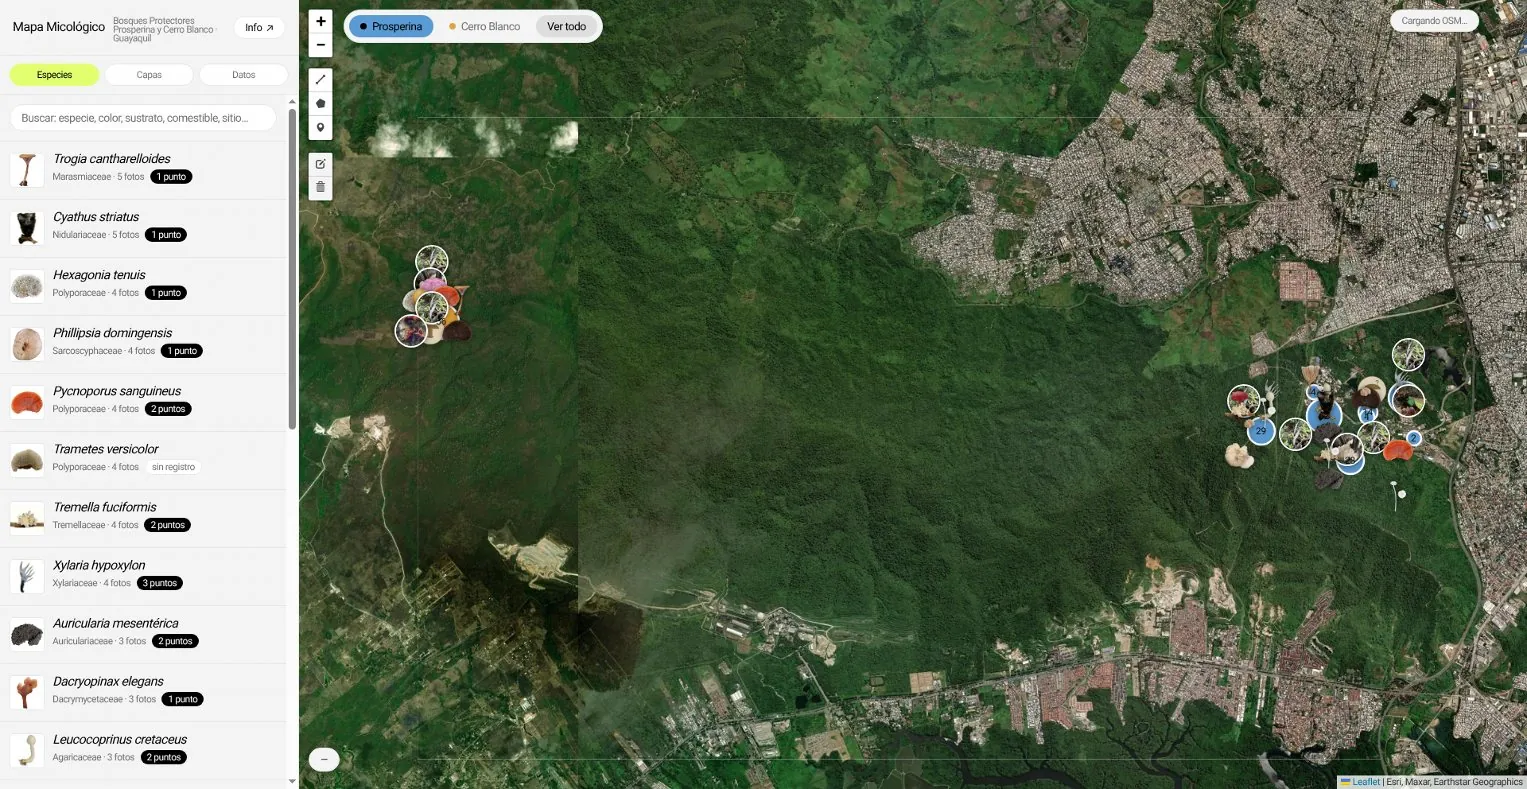 Mapa Micológico
Bosques Protectores
Prosperina y Cerro Blanco ·
Guayaquil
Info ↗
Especies
Capas
Datos
Buscar: especie, color, sustrato, comestible, sitio...
Trogia cantharelloides
Marasmiaceae · 5 fotos 1 punto
Cyathus striatus
Nidulariaceae · 5 fotos 1 punto
Hexagonia tenuis
Polyporaceae · 4 fotos 1 punto
Phillipsia domingensis
Sarcoscyphaceae · 4 fotos 1 punto
Pycnoporus sanguineus
Polyporaceae · 4 fotos 2 puntos
Trametes versicolor
Polyporaceae · 4 fotos sin registro
Tremella fuciformis
Tremellaceae · 4 fotos 2 puntos
Xylaria hypoxylon
Xylariaceae · 4 fotos 3 puntos
Auricularia mesentérica
Auriculariaceae · 3 fotos 2 puntos
Dacryopinax elegans
Dacrymycetaceae · 3 fotos 1 punto
Leucocoprinus cretaceus
Agaricaceae · 3 fotos 2 puntos
+
−
Prosperina
Cerro Blanco
Ver todo
Cargando OSM...
4
29
2
−
Leaflet | Esri, Maxar, Earthstar Geographics